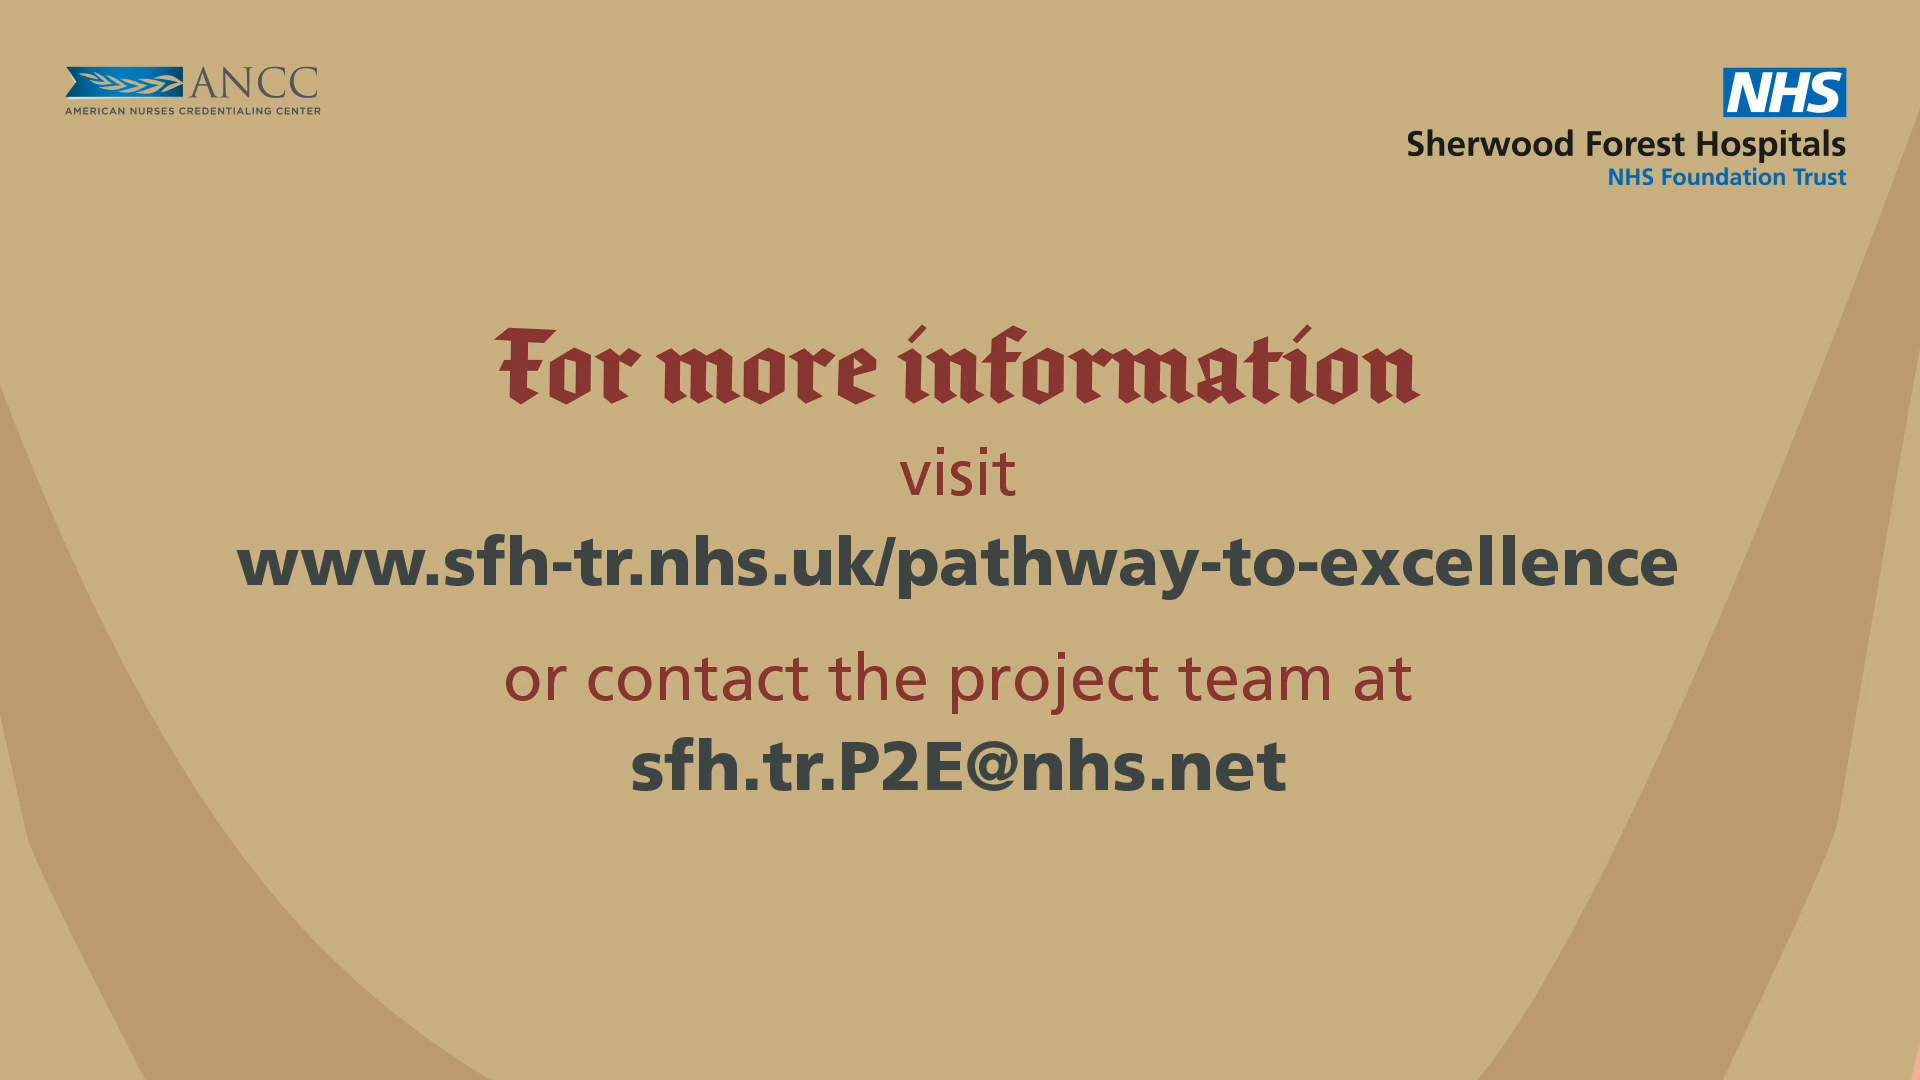 ANCC
AMERICAN NURSES CREDENTIALING CENTER
NHS
Sherwood Forest Hospitals
NHS Foundation Trust
For more information
visit
www.sfh-tr.nhs.uk/pathway-to-excellence
or contact the project team at
sfh.tr.P2E@nhs.net